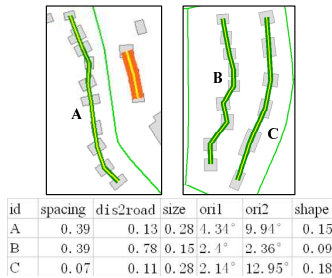 A
B
C
id spacing dis2road size ori1 ori2 shape
A 0.39 0.13 0.28 4.34° 9.94° 0.15
B 0.39 0.78 0.15 2.4° 2.36° 0.09
C 0.07 0.11 0.28 2.14° 12.95° 0.18